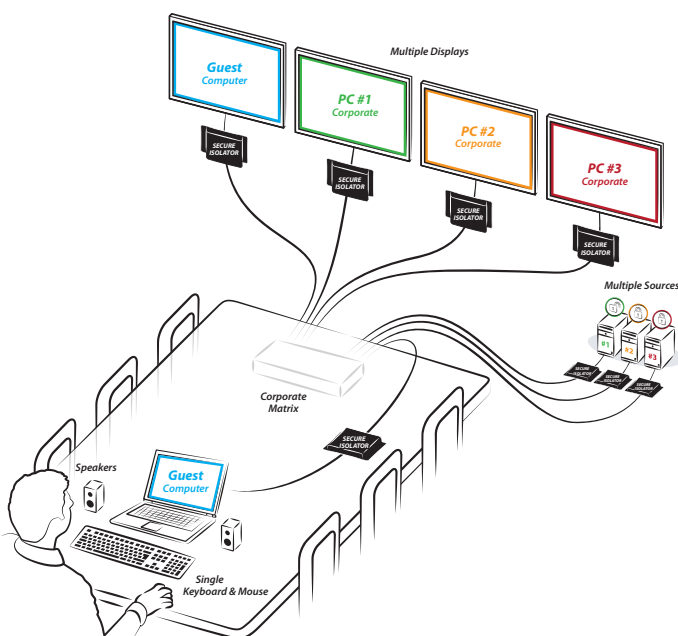 Multiple Displays
Guest
Computer
PC #1
Corporate
PC #2
Corporate
PC #3
Corporate
SECURE
ISOLATOR
SECURE
ISOLATOR
SECURE
ISOLATOR
SECURE
ISOLATOR
Multiple Sources
#1
#2
#3
SECURE
ISOLATOR
SECURE
ISOLATOR
SECURE
ISOLATOR
Corporate
Matrix
SECURE
ISOLATOR
Speakers
Guest
Computer
Single
Keyboard & Mouse